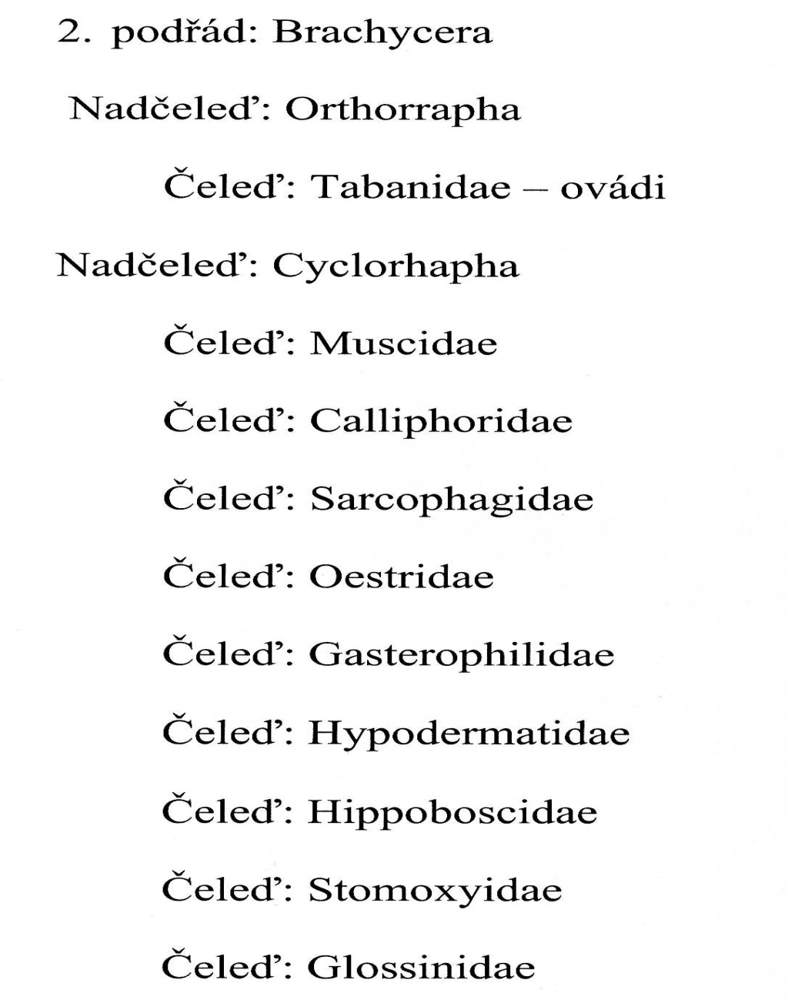 2. podřád: Brachycera
Nadčeleď: Orthorrapha
Čeleď: Tabanidae – ovádi
Nadčeleď: Cyclorhapha
Čeleď: Muscidae
Čeleď: Calliphoridae
Čeleď: Sarcophagidae
Čeleď: Oestridae
Čeleď: Gasterophilidae
Čeleď: Hypodermatidae
Čeleď: Hippoboscidae
Čeleď: Stomoxyidae
Čeleď: Glossinidae